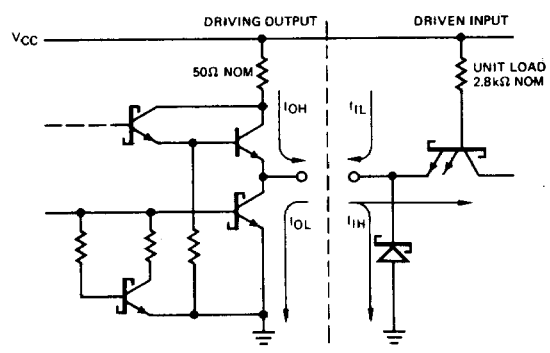 DRIVING OUTPUT
DRIVEN INPUT
VCC
50Ω NOM
UNIT LOAD
2.8kΩ NOM
IOH
IIL
IOL
IIH